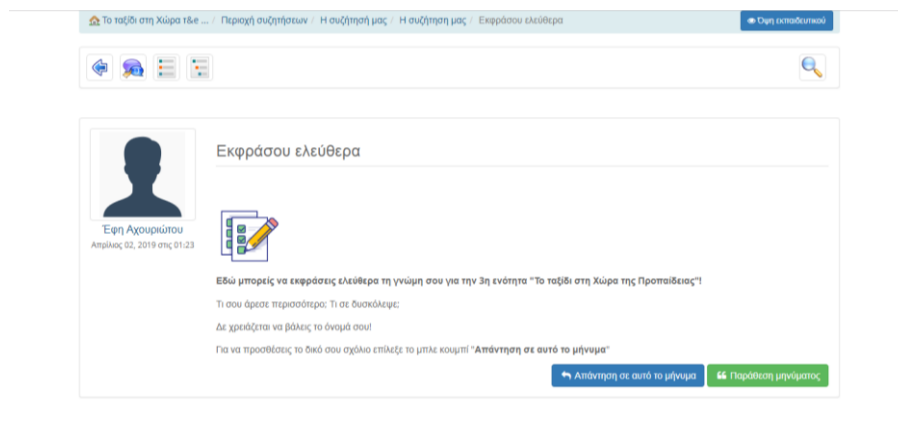 Το ταξίδι στη Χώρα τ&e ... / Περιοχή συζητήσεων / Η συζήτησή μας / Η συζήτηση μας / Εκφράσου ελεύθερα
Όψη εκπαιδευτικού
Εκφράσου ελεύθερα
Έφη Αχουριώτου
Απρίλιος 02, 2019 στις 01:23
Εδώ μπορείς να εκφράσεις ελεύθερα τη γνώμη σου για την 3η ενότητα "Το ταξίδι στη Χώρα της Προπαίδειας"!
Τι σου άρεσε περισσότερο; Τι σε δυσκόλεψε;
Δε χρειάζεται να βάλεις το όνομά σου!
Για να προσθέσεις το δικό σου σχόλιο επίλεξε το μπλε κουμπί "Απάντηση σε αυτό το μήνυμα"
Απάντηση σε αυτό το μήνυμα
Παράθεση μηνύματος